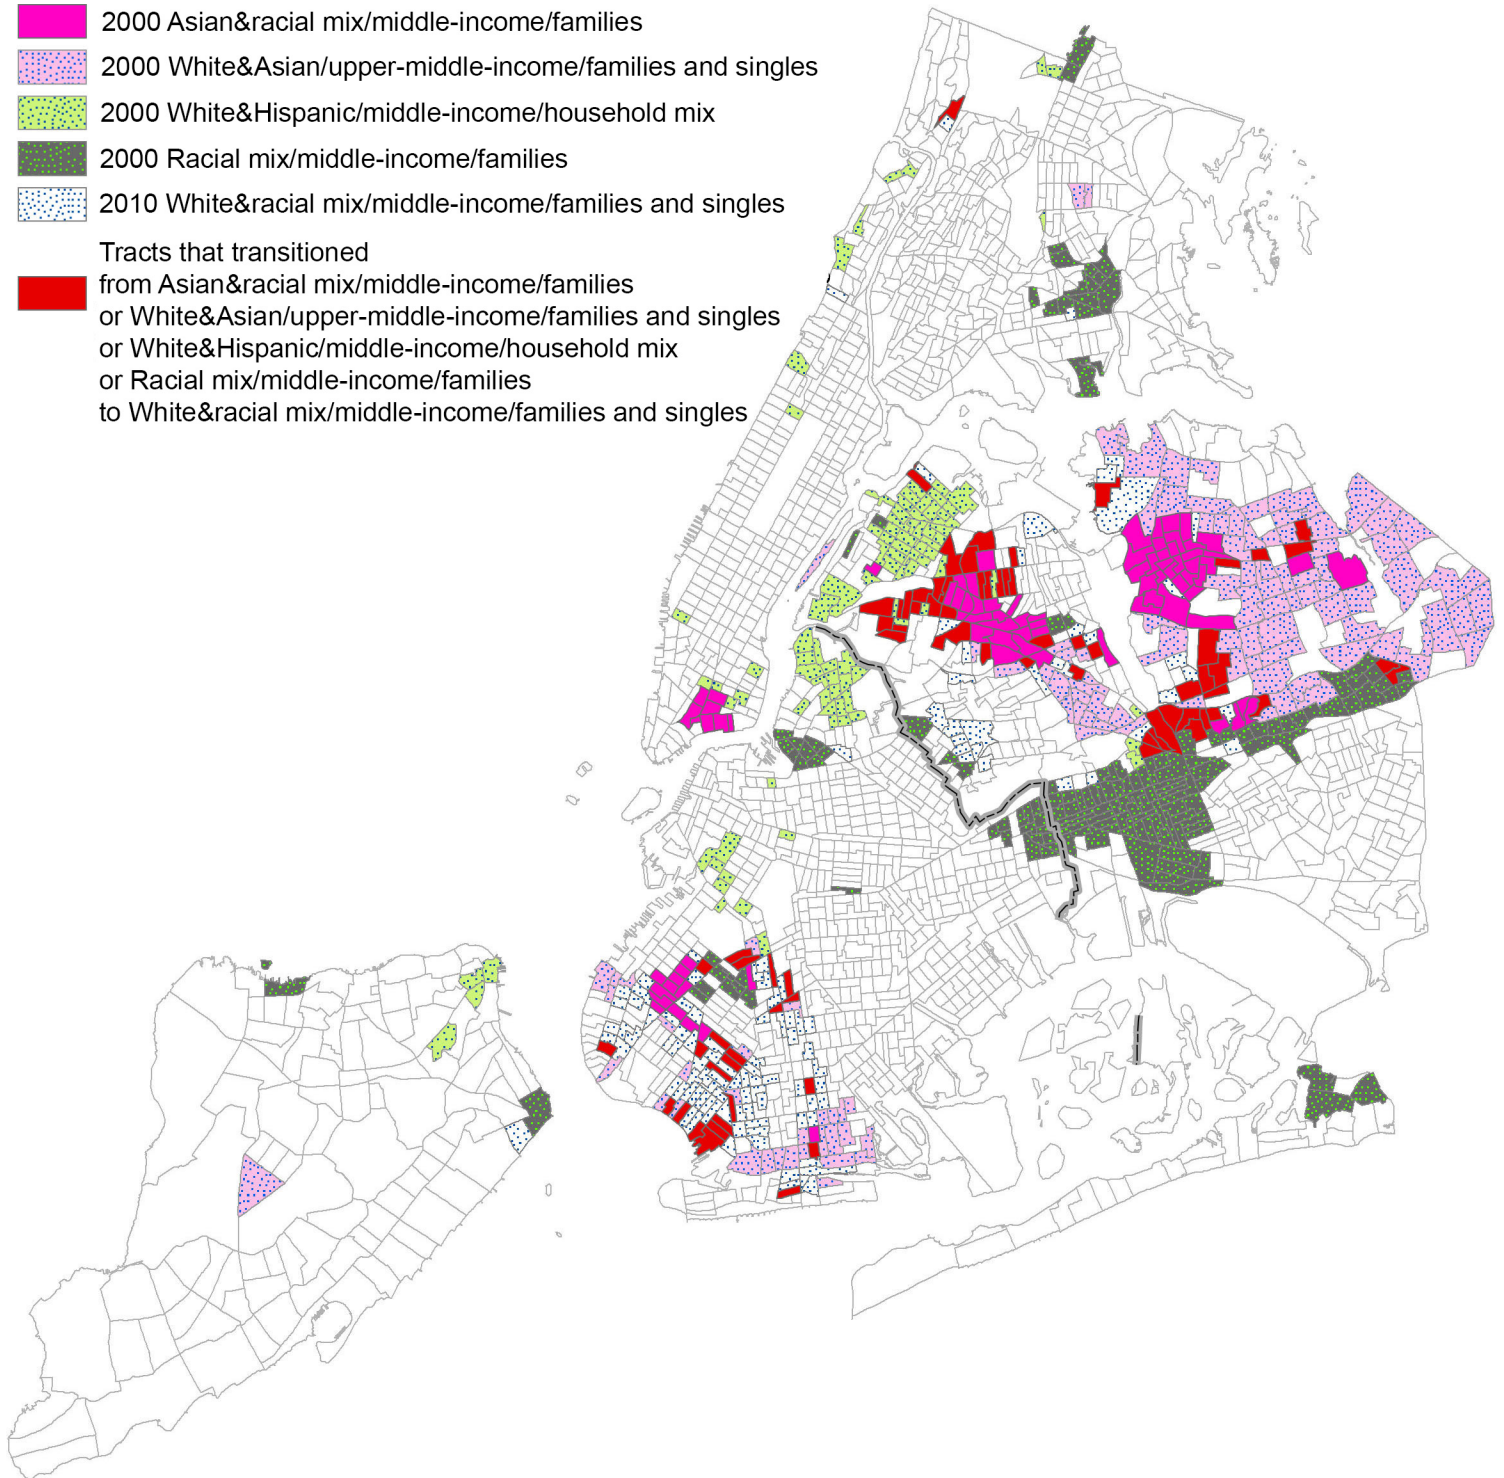 2000 Asian&racial mix/middle-income/families
2000 White&Asian/upper-middle-income/families and singles
2000 White&Hispanic/middle-income/household mix
2000 Racial mix/middle-income/families
2010 White&racial mix/middle-income/families and singles
Tracts that transitioned
from Asian&racial mix/middle-income/families
or White&Asian/upper-middle-income/families and singles
or White&Hispanic/middle-income/household mix
or Racial mix/middle-income/families
to White&racial mix/middle-income/families and singles